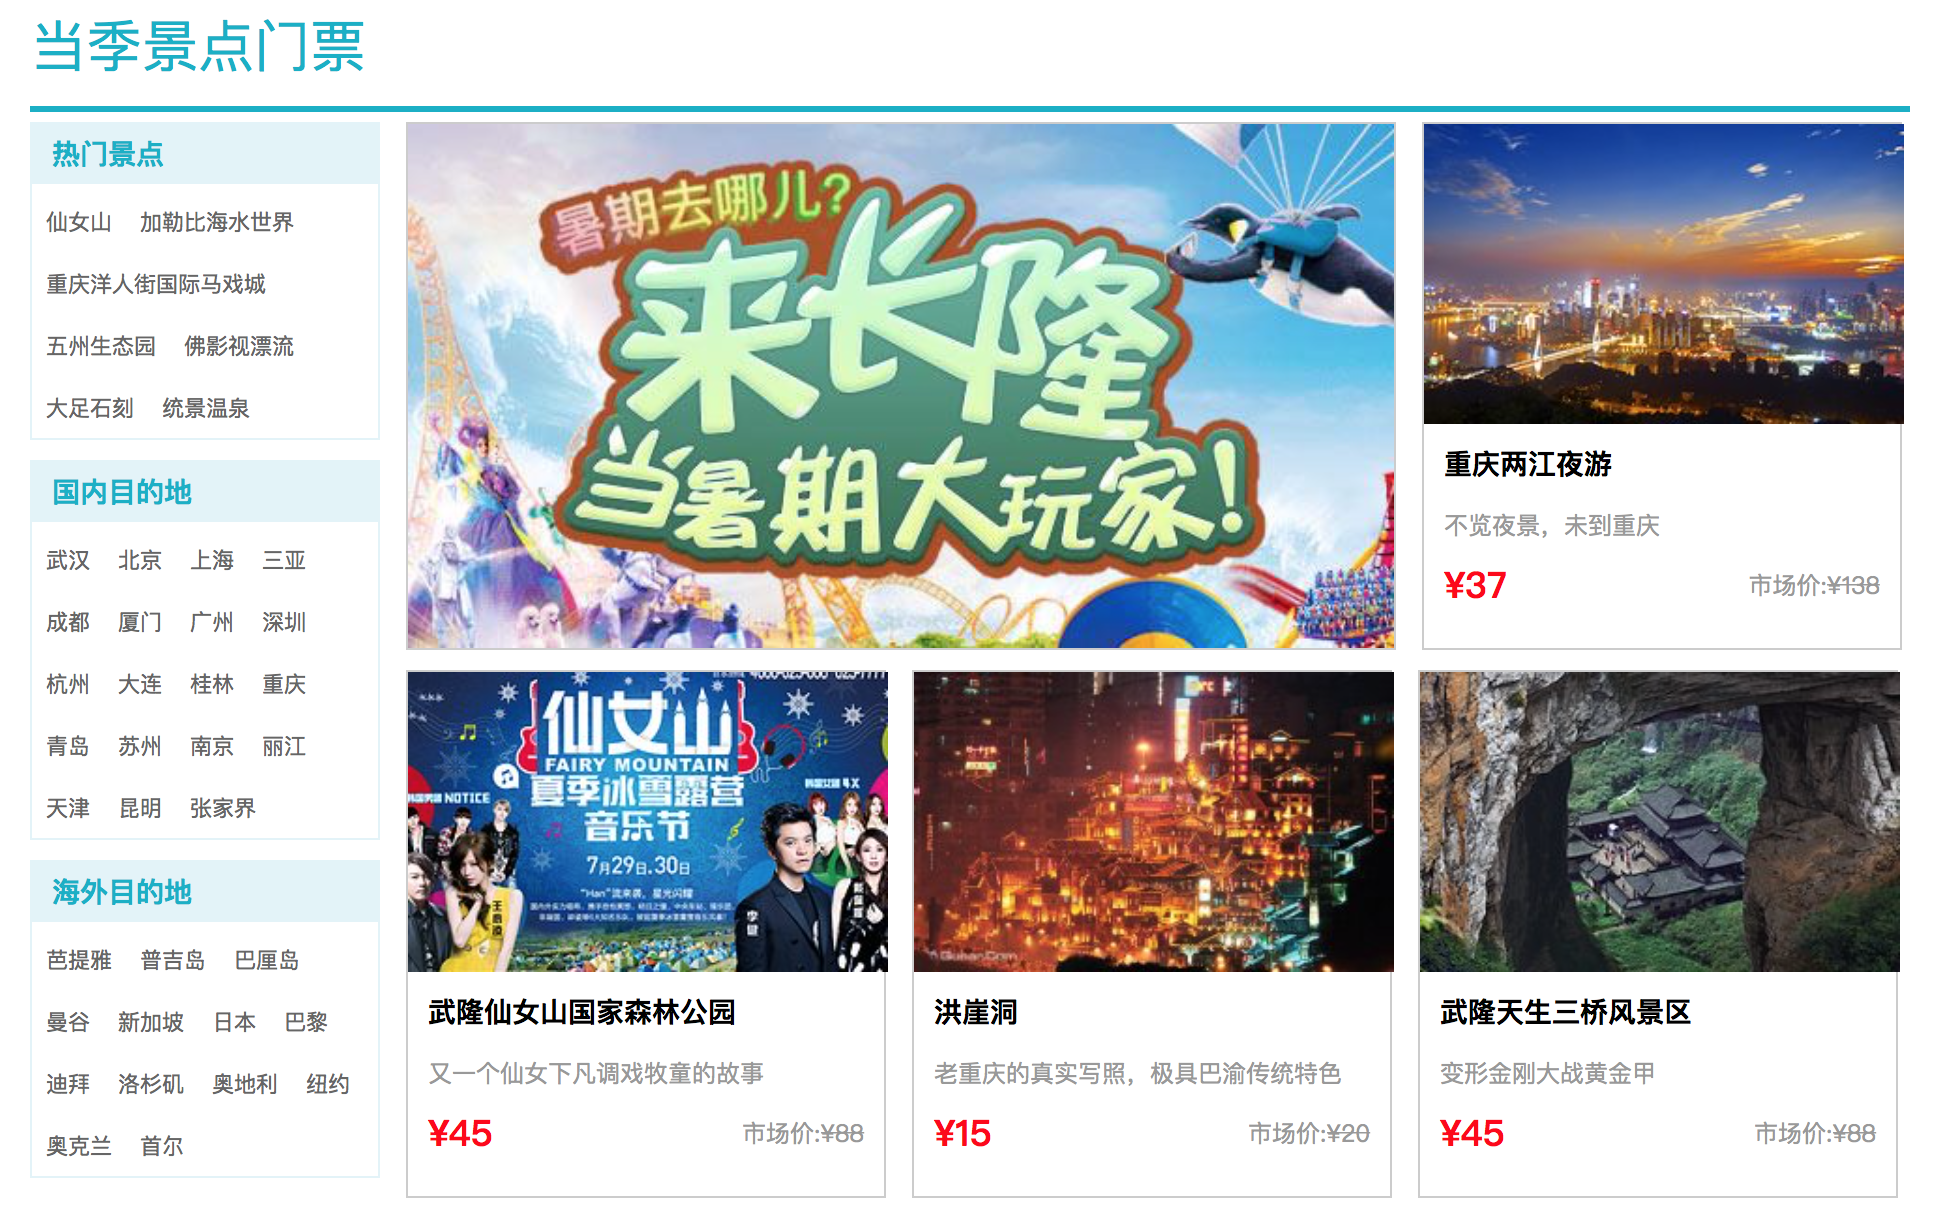 当季景点门票
热门景点
仙女山 加勒比海水世界
重庆洋人街国际马戏城
五州生态园 佛影视漂流
大足石刻 统景温泉
国内目的地
武汉 北京 上海 三亚
成都 厦门 广州 深圳
杭州 大连 桂林 重庆
青岛 苏州 南京 丽江
天津 昆明 张家界
海外目的地
芭提雅 普吉岛 巴厘岛
曼谷 新加坡 日本 巴黎
迪拜 洛杉矶 奥地利 纽约
奥克兰 首尔
暑期去哪儿?
来长隆
当暑期大玩家!
重庆两江夜游
不览夜景，未到重庆
¥37 市场价:¥138
仙女山
FAIRY MOUNTAIN
夏季冰雪露营
音乐节
7月29日.30日
NOTICE
4X
李健
武隆仙女山国家森林公园
又一个仙女下凡调戏牧童的故事
¥45 市场价:¥88
洪崖洞
老重庆的真实写照，极具巴渝传统特色
¥15 市场价:¥20
武隆天生三桥风景区
变形金刚大战黄金甲
¥45 市场价:¥88